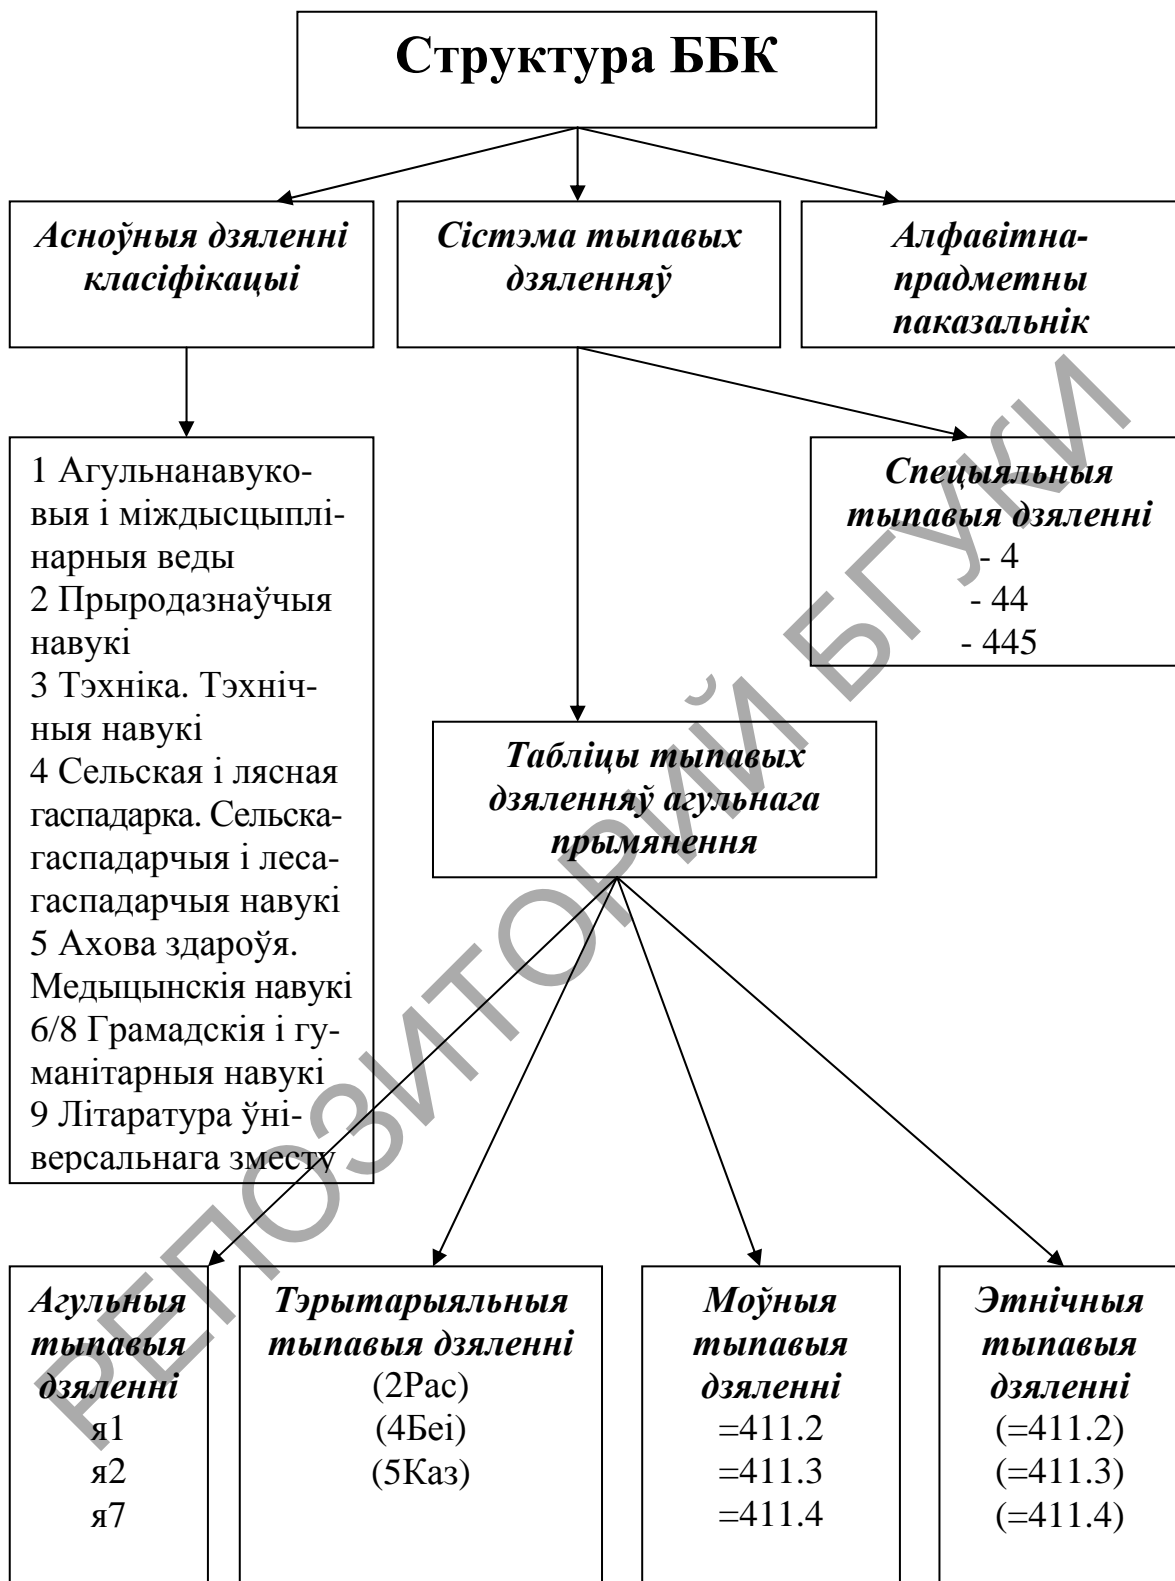 Структура ББК
Асноўныя дзяленні
класіфікацыі
Сістэма тыпавых
дзяленняў
Алфавітна-
прадметны
паказальнік
1 Агульнанавуко-
выя і міждысцыплі-
нарныя веды
2 Прыродазнаўчыя
навукі
3 Тэхніка. Тэхніч-
ныя навукі
4 Сельская і лясная
гаспадарка. Сельска-
гаспадарчыя і леса-
гаспадарчыя навукі
5 Ахова здароўя.
Медыцынскія навукі
6/8 Грамадскія і гу-
манітарныя навукі
9 Літаратура ўні-
версальнага зместу
Спецыяльныя
тыпавыя дзяленні
- 4
- 44
- 445
Табліцы тыпавых
дзяленняў агульнага
прымянення
Агульныя
тыпавыя
дзяленні
я1
я2
я7
Тэрытарыяльныя
тыпавыя дзяленні
(2Рас)
(4Беі)
(5Каз)
Моўныя
тыпавыя
дзяленні
=411.2
=411.3
=411.4
Этнічныя
тыпавыя
дзяленні
(=411.2)
(=411.3)
(=411.4)
РЕПОЗИТОРИЙ БГУКИ